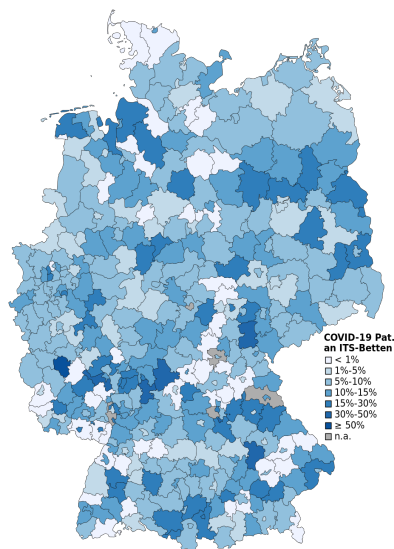 COVID-19 Pat.
an ITS-Betten
< 1%
1%-5%
5%-10%
10%-15%
15%-30%
30%-50%
≥ 50%
n.a.